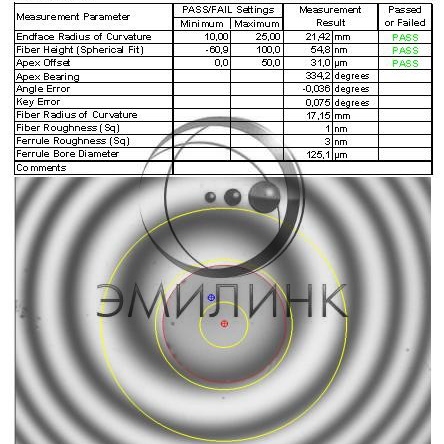 Measurement Parameter PASS/FAIL Settings Measurement Passed
Minimum Maximum Result or Failed
Endface Radius of Curvature 10,00 25,00 21,42 mm PASS
Fiber Height (Spherical Fit) -60,9 100,0 54,8 nm PASS
Apex Offset 0,0 50,0 31,0 µm PASS
Apex Bearing 334,2 degrees
Angle Error -0,036 degrees
Key Error 0,075 degrees
Fiber Radius of Curvature 17,15 mm
Fiber Roughness (Sq) 1 nm
Ferrule Roughness (Sq) 3 nm
Ferrule Bore Diameter 125,1 µm
Comments
ЭМИЛИНК